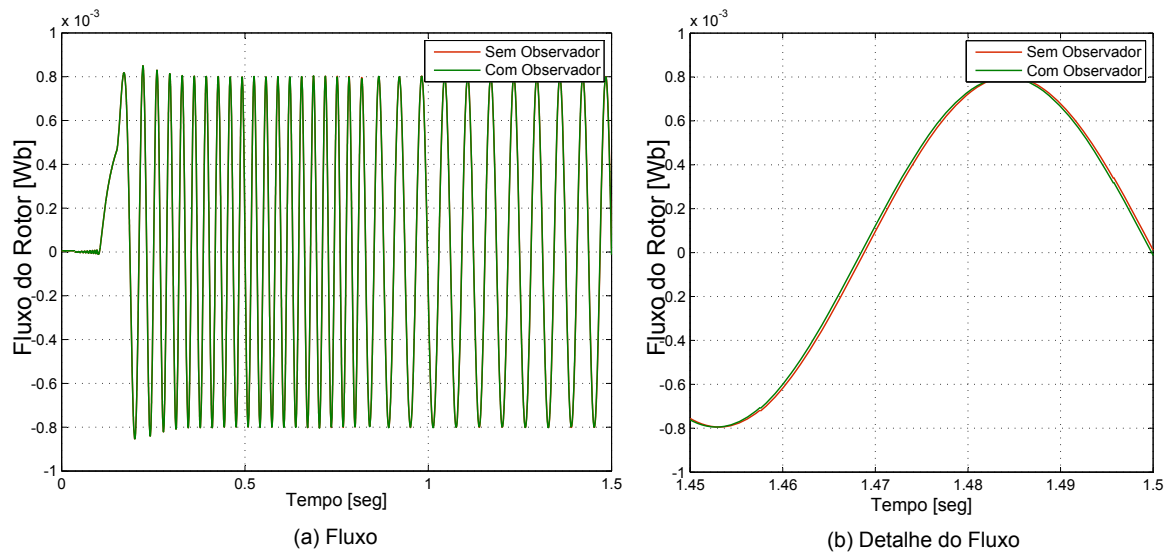 x 10⁻³
1
0.8
0.6
0.4
0.2
0
-0.2
-0.4
-0.6
-0.8
-1
Fluxo do Rotor [Wb]
Sem Observador
Com Observador
0 0.5 1 1.5
Tempo [seg]
(a) Fluxo
x 10⁻³
1
0.8
0.6
0.4
0.2
0
-0.2
-0.4
-0.6
-0.8
-1
Fluxo do Rotor [Wb]
Sem Observador
Com Observador
1.45 1.46 1.47 1.48 1.49 1.5
Tempo [seg]
(b) Detalhe do Fluxo